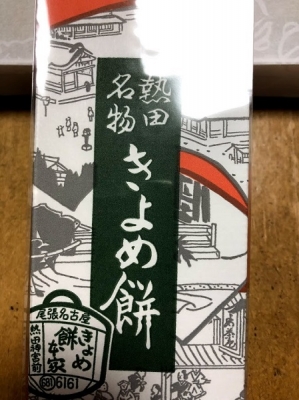 熱田
名物
きよめ餅
尾張名古屋
きよめ
餅本家
(681)6161
熱田神宮前